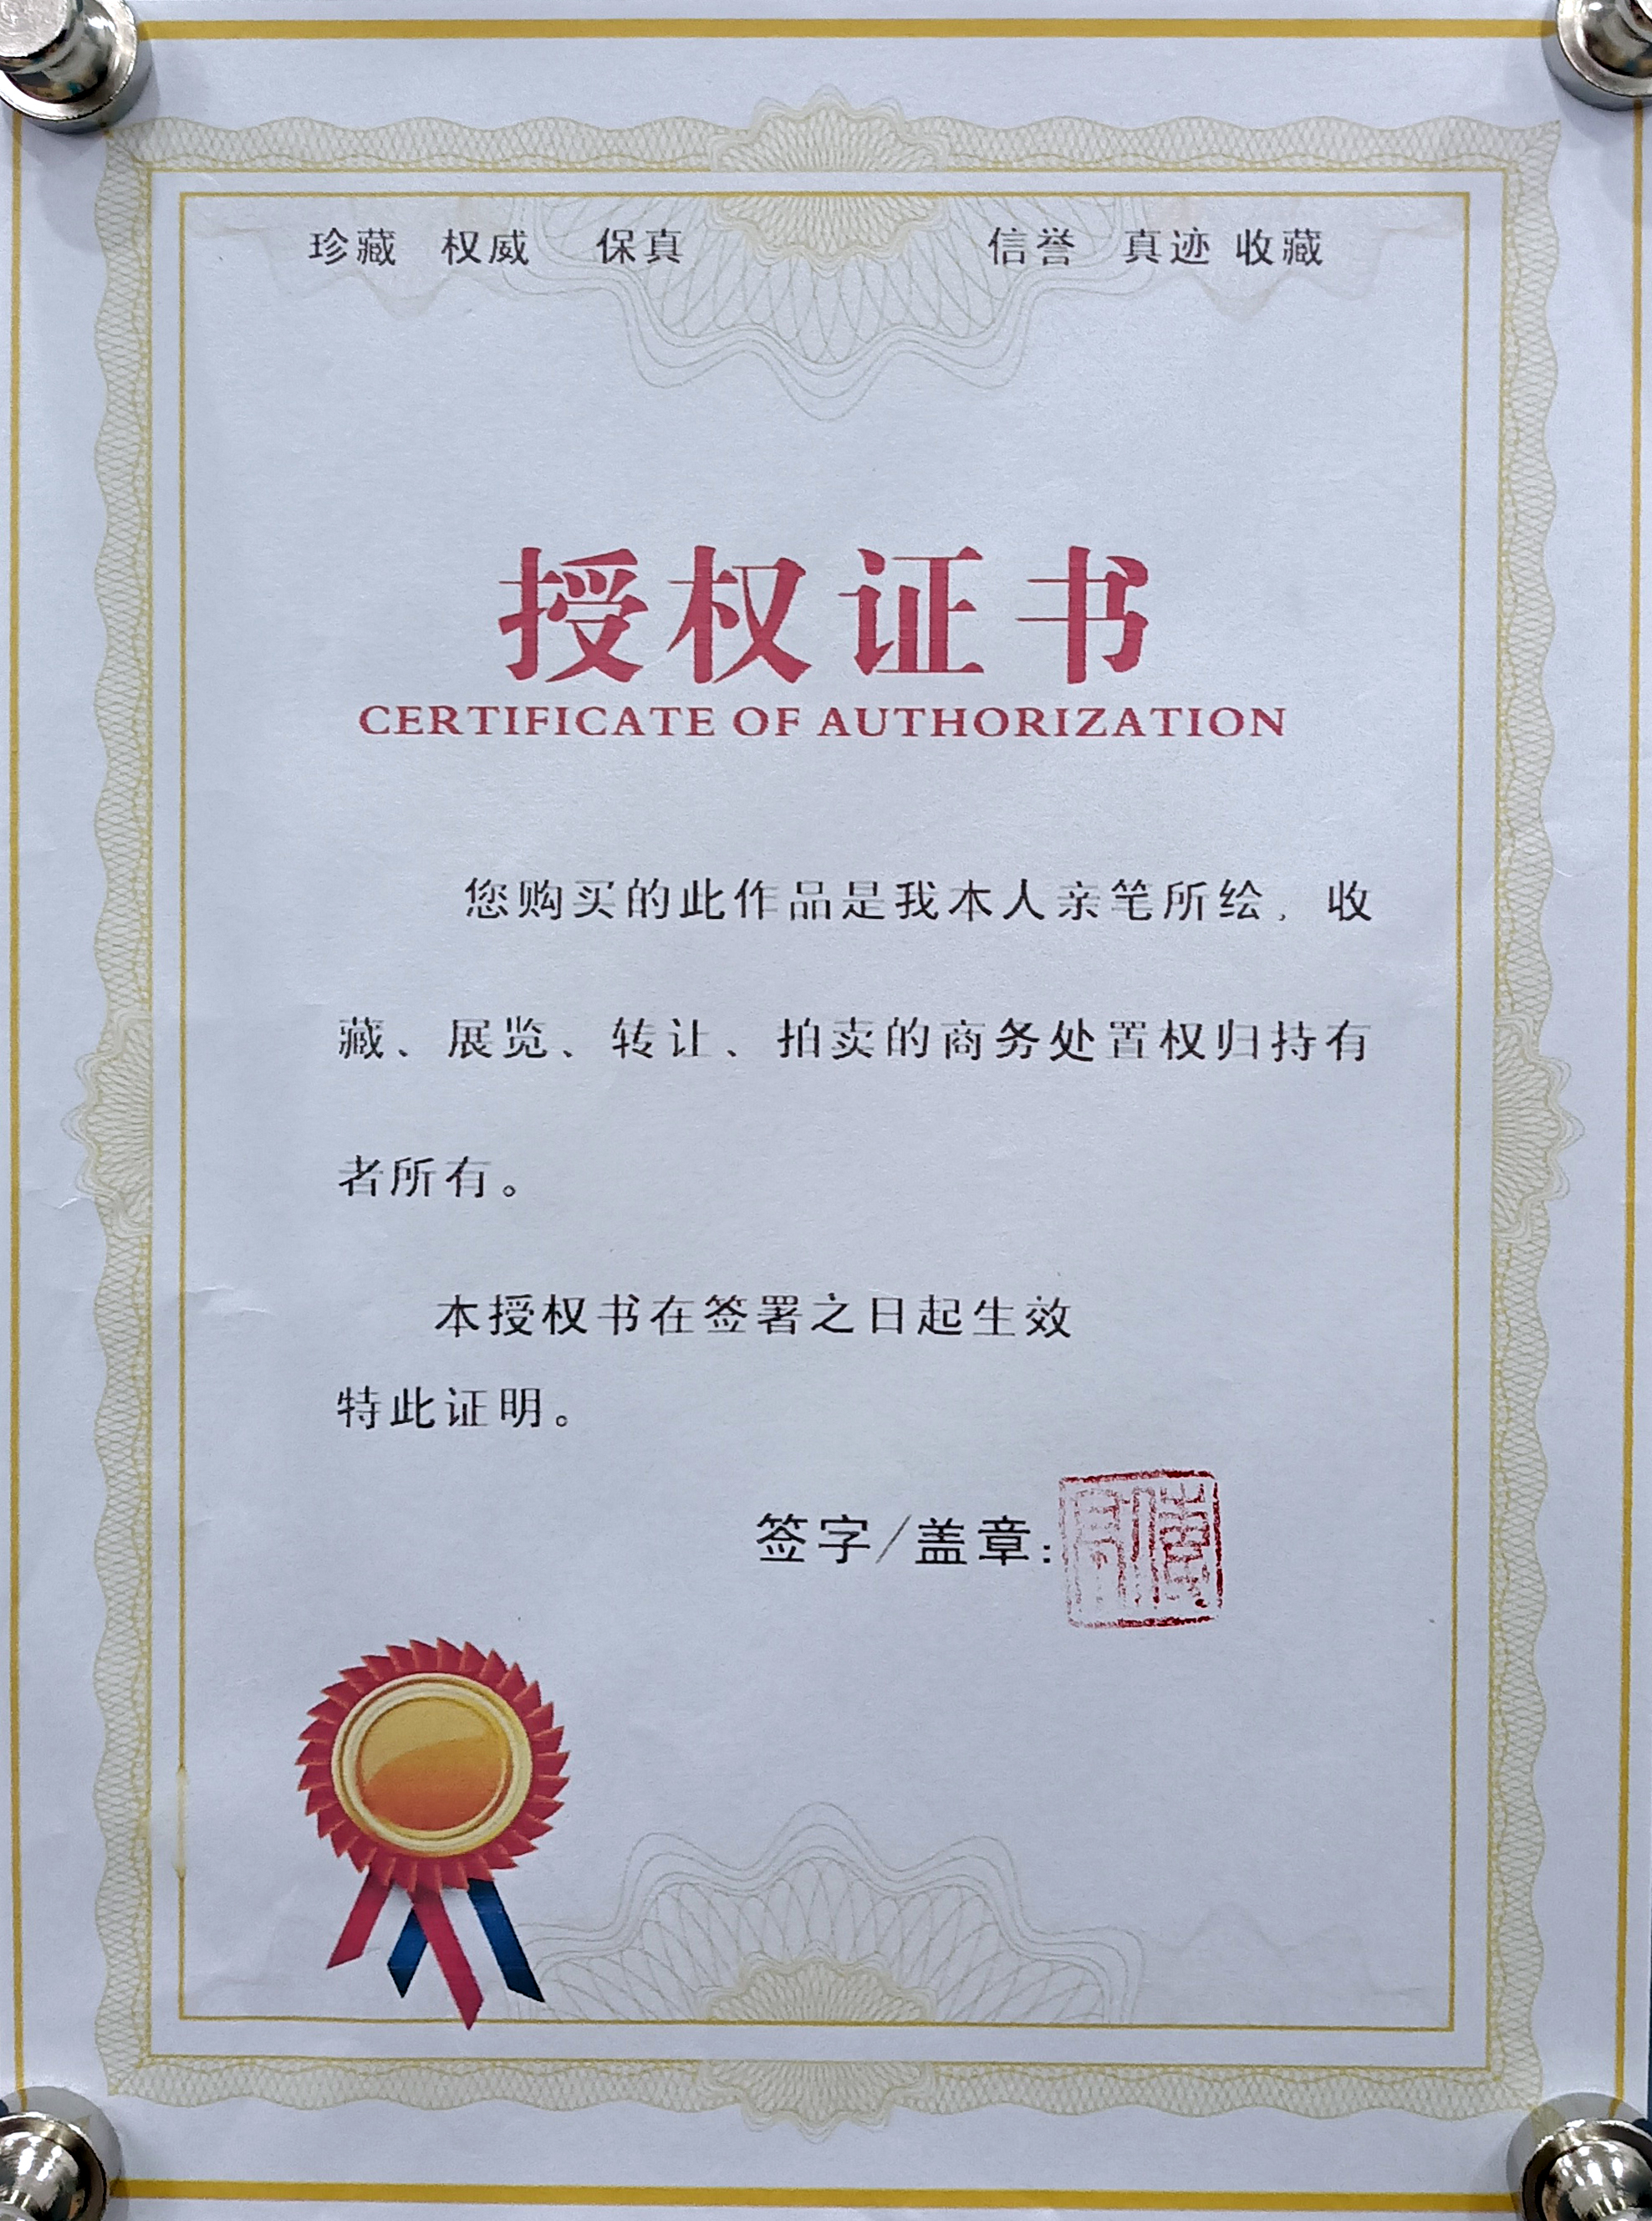 珍藏 权威 保真 信誉 真迹 收藏
授权证书
CERTIFICATE OF AUTHORIZATION
您购买的此作品是我本人亲笔所绘，收
藏、展览、转让、拍卖的商务处置权归持有
者所有。
本授权书在签署之日起生效
特此证明。
签字/盖章: